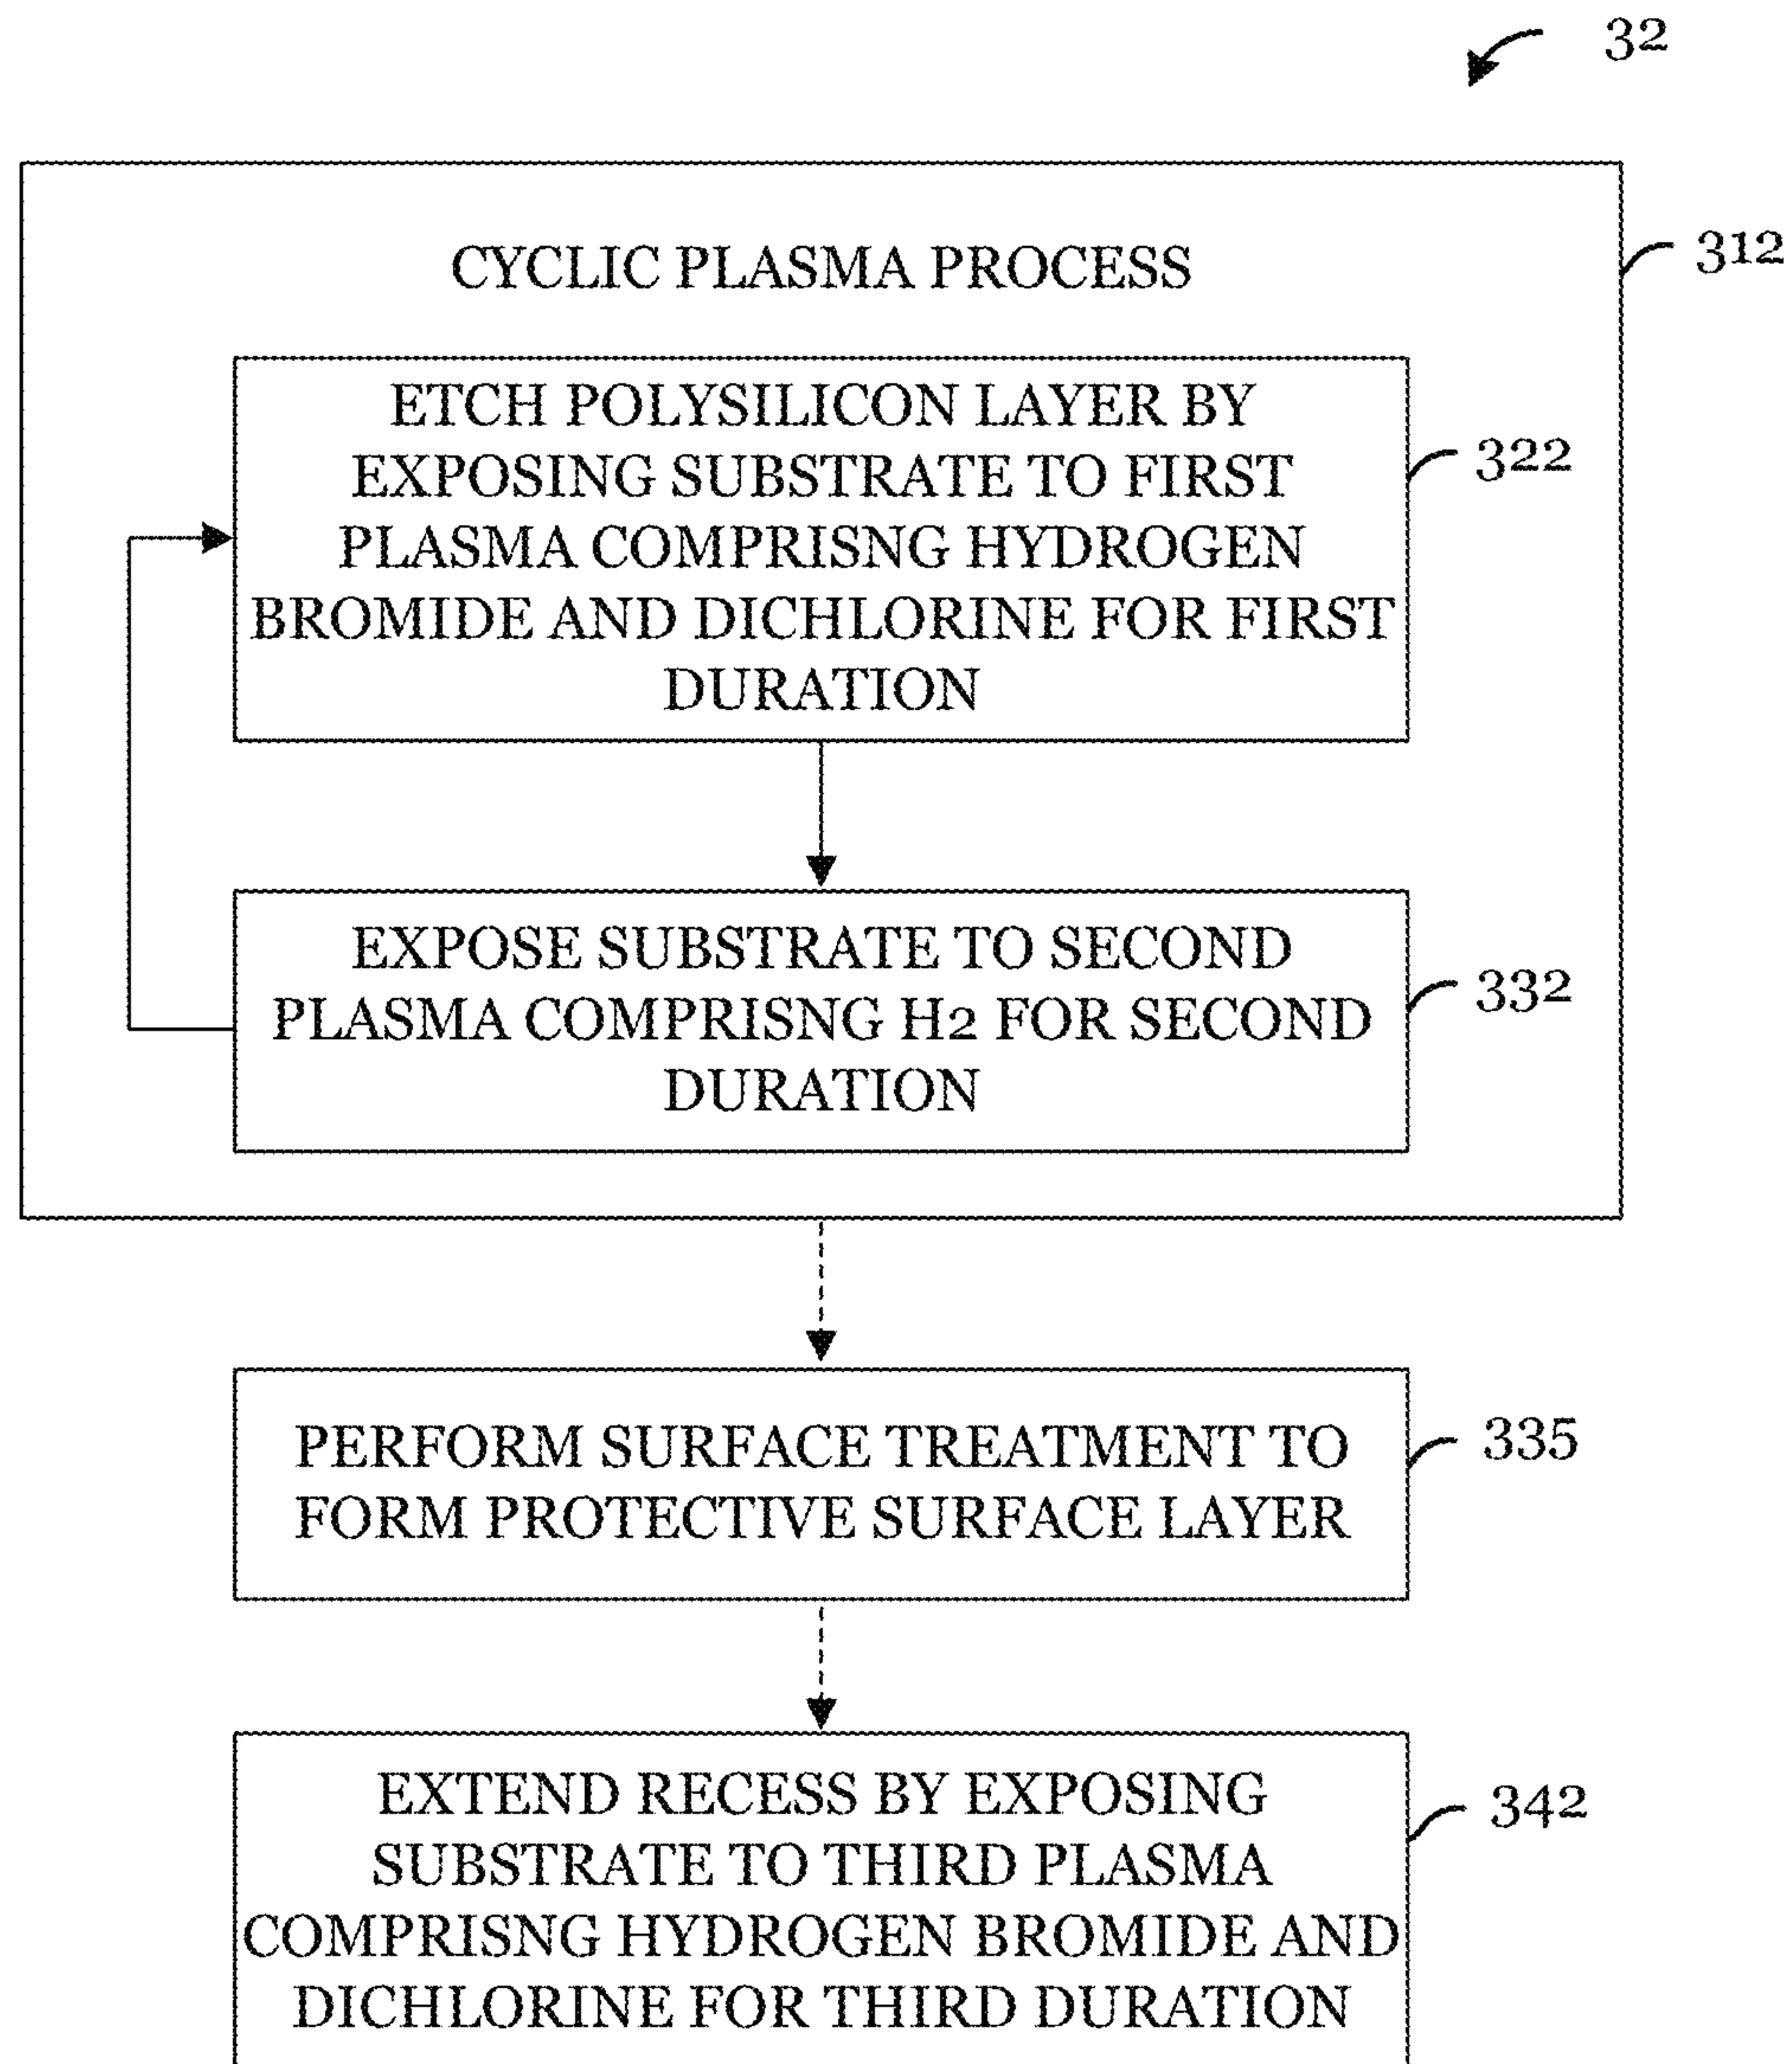 32
312
CYCLIC PLASMA PROCESS
ETCH POLYSILICON LAYER BY
EXPOSING SUBSTRATE TO FIRST
PLASMA COMPRISNG HYDROGEN
BROMIDE AND DICHLORINE FOR FIRST
DURATION
322
EXPOSE SUBSTRATE TO SECOND
PLASMA COMPRISNG H2 FOR SECOND
DURATION
332
PERFORM SURFACE TREATMENT TO
FORM PROTECTIVE SURFACE LAYER
335
EXTEND RECESS BY EXPOSING
SUBSTRATE TO THIRD PLASMA
COMPRISNG HYDROGEN BROMIDE AND
DICHLORINE FOR THIRD DURATION
342